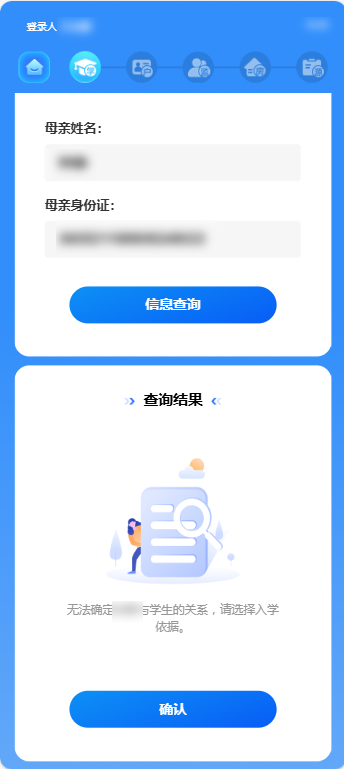 登录人
母亲姓名：
母亲身份证：
信息查询
查询结果
无法确定与学生的关系，请选择入学
依据。
确认